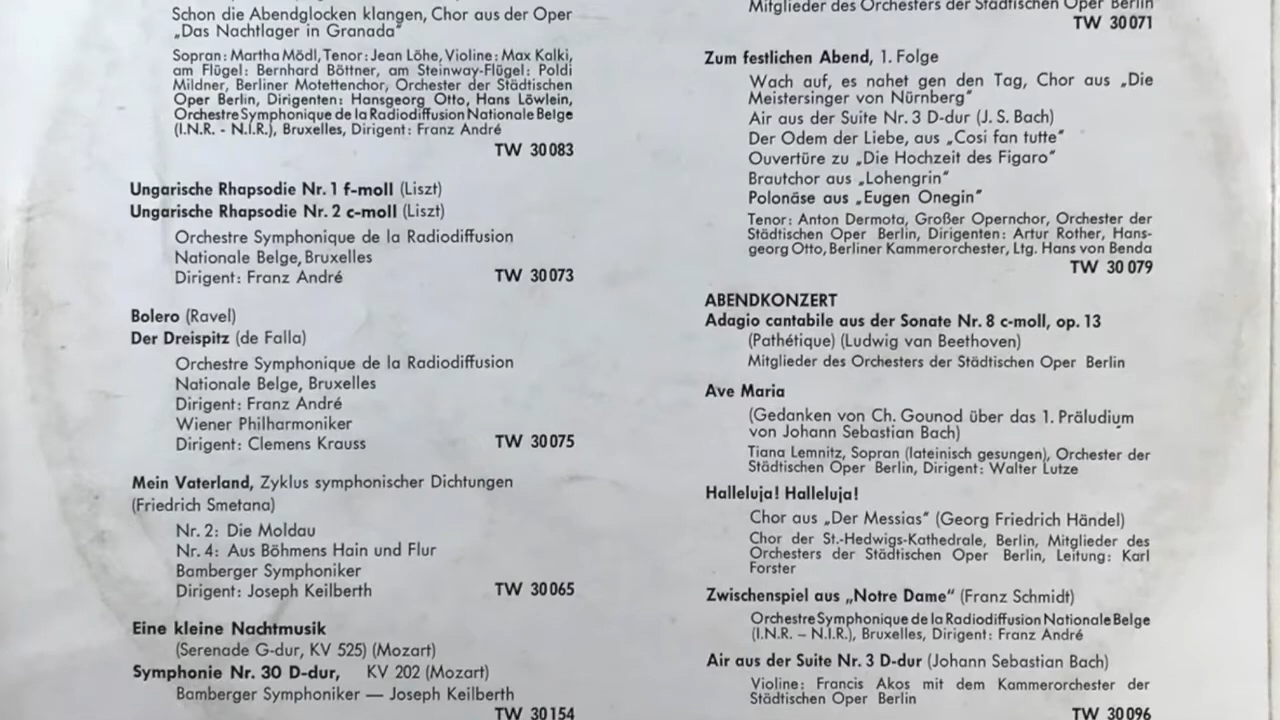 Schon die Abendglocken klangen, Chor aus der Oper
„Das Nachtlager in Granada"
Sopran: Martha Mödl, Tenor: Jean Löhe, Violine: Max Kalki,
am Flügel: Bernhard Böttner, am Steinway-Flügel: Poldi
Mildner, Berliner Motettenchor, Orchester der Städtischen
Oper Berlin, Dirigenten: Hansgeorg Otto, Hans Löwlein,
Orchestre Symphonique de la Radiodiffusion Nationale Belge
(I.N.R. - N.I.R.), Bruxelles, Dirigent: Franz André
TW 30083
Ungarische Rhapsodie Nr. 1 f-moll (Liszt)
Ungarische Rhapsodie Nr. 2 c-moll (Liszt)
Orchestre Symphonique de la Radiodiffusion
Nationale Belge, Bruxelles
Dirigent: Franz André
TW 30073
Bolero (Ravel)
Der Dreispitz (de Falla)
Orchestre Symphonique de la Radiodiffusion
Nationale Belge, Bruxelles
Dirigent: Franz André
Wiener Philharmoniker
Dirigent: Clemens Krauss
TW 30075
Mein Vaterland, Zyklus symphonischer Dichtungen
(Friedrich Smetana)
Nr. 2: Die Moldau
Nr. 4: Aus Böhmens Hain und Flur
Bamberger Symphoniker
Dirigent: Joseph Keilberth
TW 30065
Eine kleine Nachtmusik
(Serenade G-dur, KV 525) (Mozart)
Symphonie Nr. 30 D-dur, KV 202 (Mozart)
Bamberger Symphoniker — Joseph Keilberth
TW 30154
Mitglieder des Orchesters der Städtischen Oper Berlin
TW 30071
Zum festlichen Abend, 1. Folge
Wach auf, es nahet gen den Tag, Chor aus „Die
Meistersinger von Nürnberg"
Air aus der Suite Nr. 3 D-dur (J. S. Bach)
Der Odem der Liebe, aus „Cosi fan tutte"
Ouvertüre zu „Die Hochzeit des Figaro"
Brautchor aus „Lohengrin"
Polonäse aus „Eugen Onegin"
Tenor: Anton Dermota, Großer Opernchor, Orchester der
Städtischen Oper Berlin, Dirigenten: Artur Rother, Hans-
georg Otto, Berliner Kammerorchester, Ltg. Hans von Benda
TW 30079
ABENDKONZERT
Adagio cantabile aus der Sonate Nr. 8 c-moll, op. 13
(Pathétique) (Ludwig van Beethoven)
Mitglieder des Orchesters der Städtischen Oper Berlin
Ave Maria
(Gedanken von Ch. Gounod über das 1. Präludium
von Johann Sebastian Bach)
Tiana Lemnitz, Sopran (lateinisch gesungen), Orchester der
Städtischen Oper Berlin, Dirigent: Walter Lutze
Halleluja! Halleluja!
Chor aus „Der Messias" (Georg Friedrich Händel)
Chor der St.-Hedwigs-Kathedrale, Berlin, Mitglieder des
Orchesters der Städtischen Oper Berlin, Leitung: Karl
Forster
Zwischenspiel aus „Notre Dame" (Franz Schmidt)
Orchestre Symphonique de la Radiodiffusion Nationale Belge
(I.N.R. – N.I.R.), Bruxelles, Dirigent: Franz André
Air aus der Suite Nr. 3 D-dur (Johann Sebastian Bach)
Violine: Francis Akos mit dem Kammerorchester der
Städtischen Oper Berlin
TW 30096